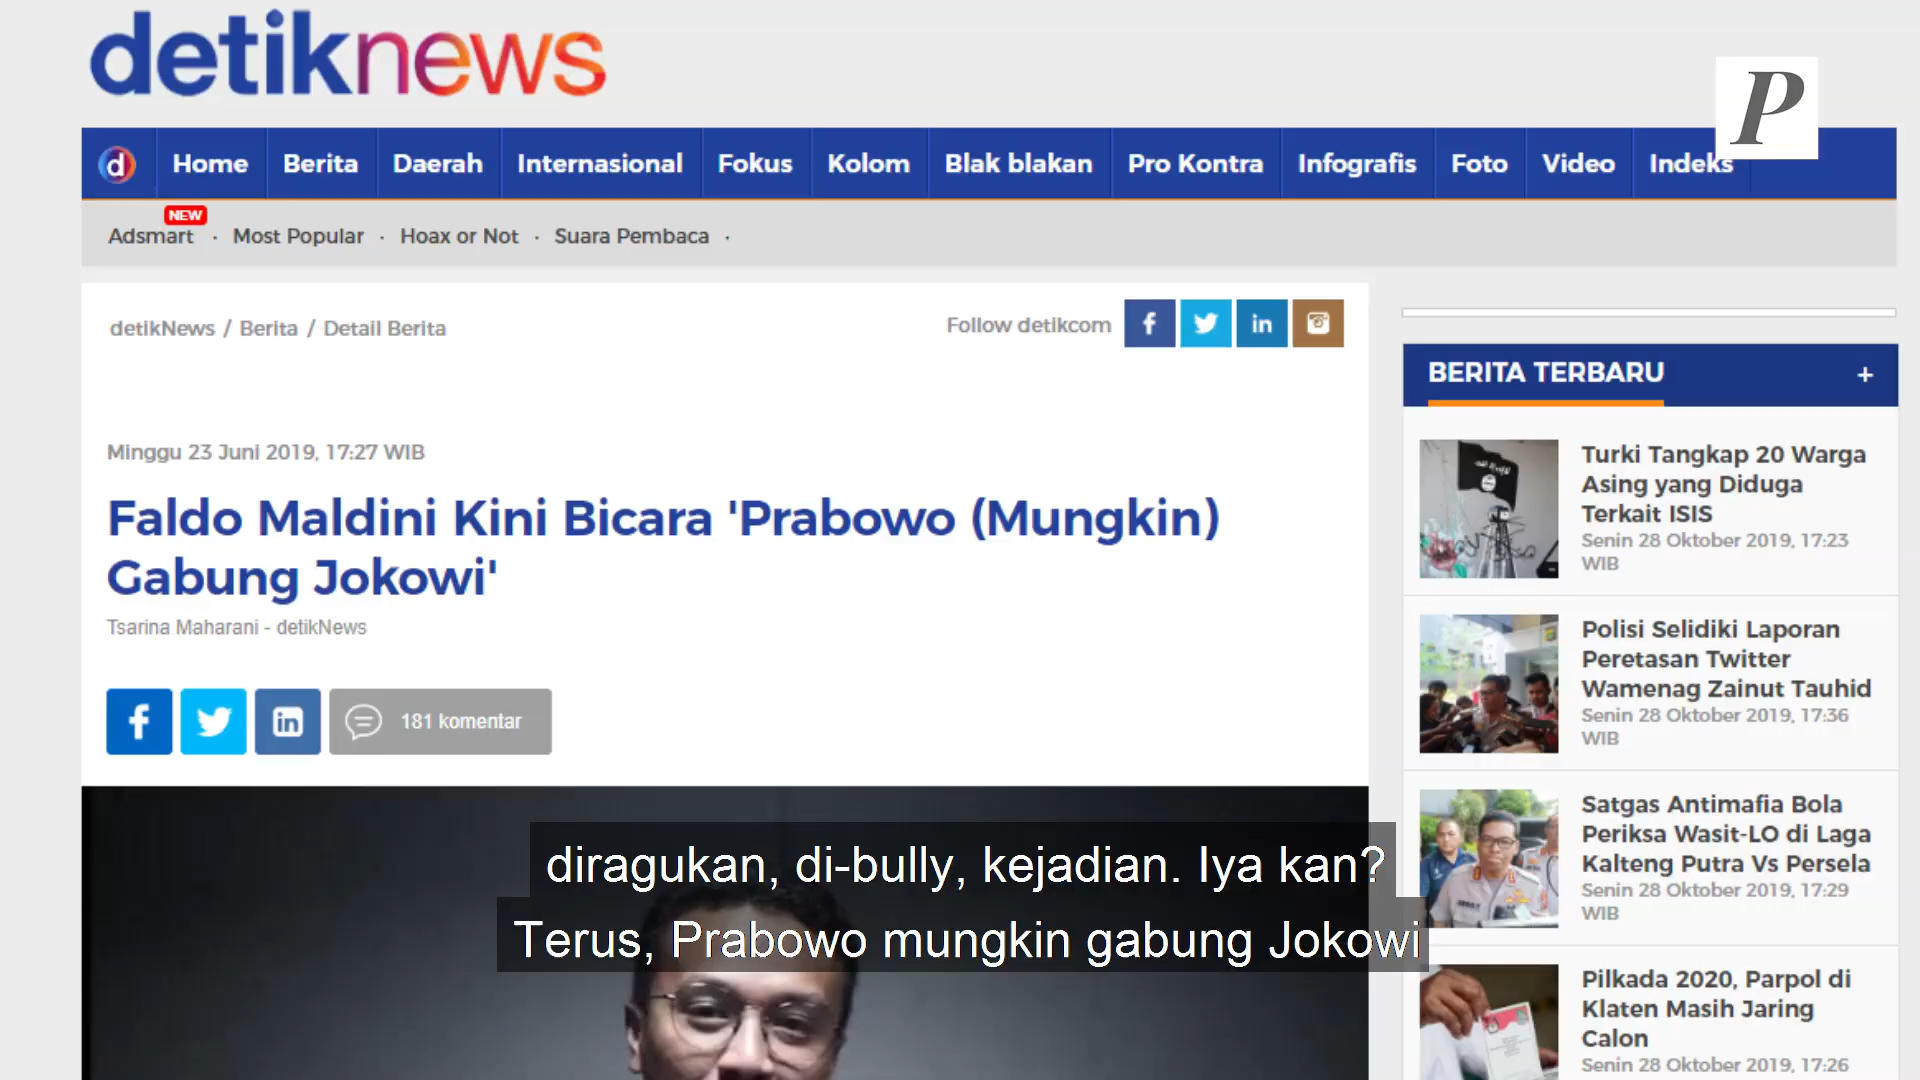 detiknews
P
d Home Berita Daerah Internasional Fokus Kolom Blak blakan Pro Kontra Infografis Foto Video Indeks
NEW
Adsmart · Most Popular · Hoax or Not · Suara Pembaca ·
detikNews / Berita / Detail Berita
Follow detikcom
Minggu 23 Juni 2019, 17:27 WIB
Faldo Maldini Kini Bicara 'Prabowo (Mungkin)
Gabung Jokowi'
Tsarina Maharani - detikNews
181 komentar
diragukan, di-bully, kejadian. Iya kan?
Terus, Prabowo mungkin gabung Jokowi
BERITA TERBARU +
Turki Tangkap 20 Warga
Asing yang Diduga
Terkait ISIS
Senin 28 Oktober 2019, 17:23
WIB
Polisi Selidiki Laporan
Peretasan Twitter
Wamenag Zainut Tauhid
Senin 28 Oktober 2019, 17:36
WIB
Satgas Antimafia Bola
Periksa Wasit-LO di Laga
Kalteng Putra Vs Persela
Senin 28 Oktober 2019, 17:29
WIB
Pilkada 2020, Parpol di
Klaten Masih Jaring
Calon
Senin 28 Oktober 2019, 17:26